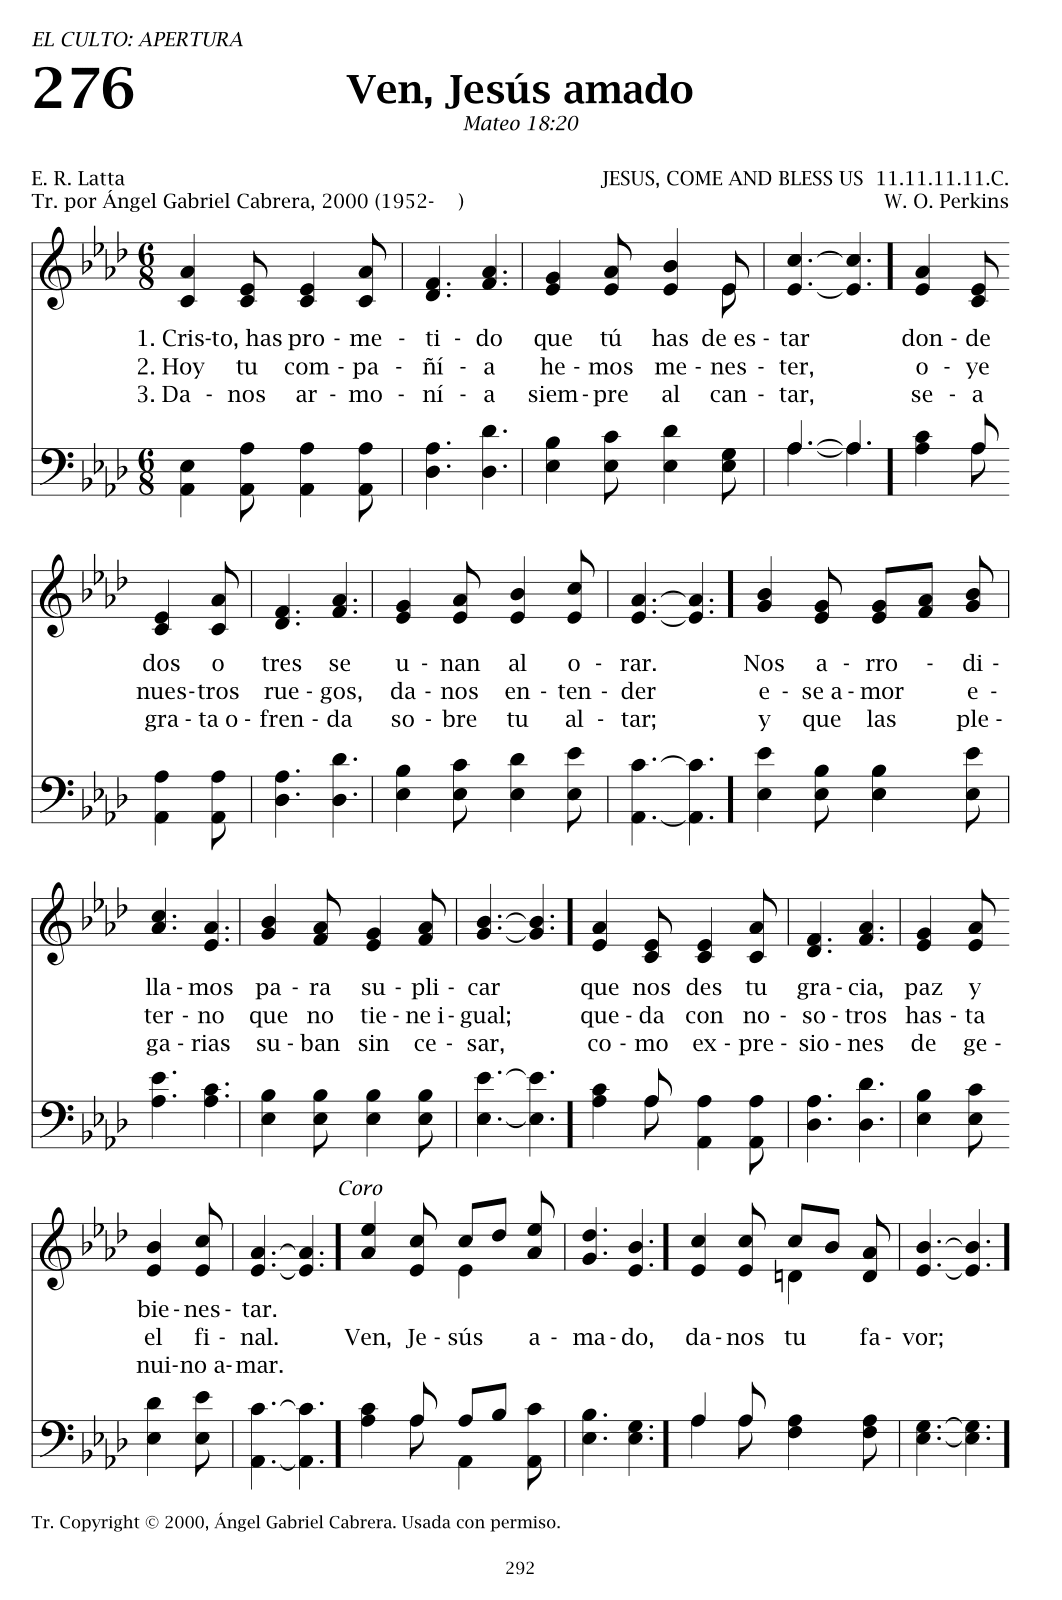 EL CULTO: APERTURA
276
Ven, Jesús amado
Mateo 18:20
E. R. Latta
JESUS, COME AND BLESS US 11.11.11.11.C.
Tr. por Ángel Gabriel Cabrera, 2000 (1952- )
W. O. Perkins
1. Cris-to, has pro - me - ti - do que tú has de es - tar don - de
2. Hoy tu com - pa - ñí - a he - mos me - nes - ter, o - ye
3. Da - nos ar - mo - ní - a siem - pre al can - tar, se - a
dos o tres se u - nan al o - rar. Nos a - rro - di -
nues - tros rue - gos, da - nos en - ten - der e - se a - mor e -
gra - ta o - fren - da so - bre tu al - tar; y que las ple -
lla - mos pa - ra su - pli - car que nos des tu gra - cia, paz y
ter - no que no tie - ne i - gual; que - da con no - so - tros has - ta
ga - rias su - ban sin ce - sar, co - mo ex - pre - sio - nes de ge -
Coro
bie - nes - tar.
el fi - nal. Ven, Je - sús a - ma - do, da - nos tu fa - vor;
nui - no a - mar.
Tr. Copyright © 2000, Ángel Gabriel Cabrera. Usada con permiso.
292